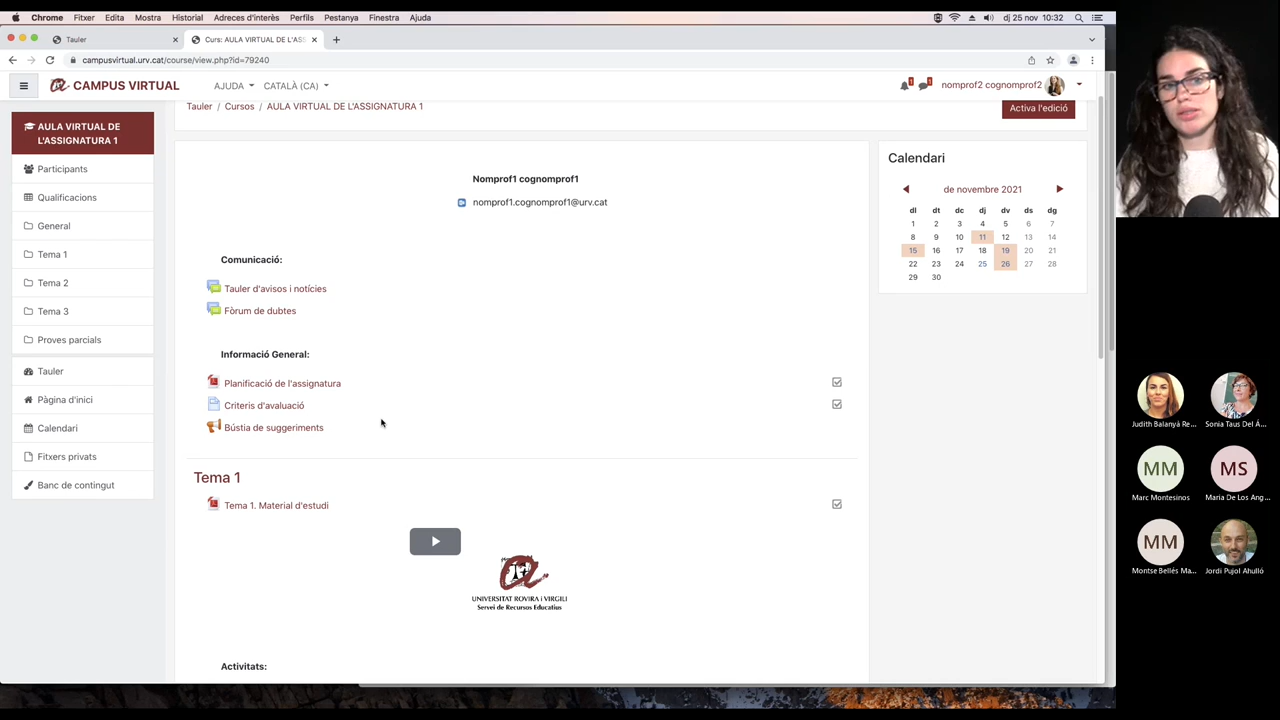 Chrome Fitxer Edita Mostra Historial Adreces d'interès Perfils Pestanya Finestra Ajuda dj 25 nov 10:32
Tauler × Curs: AULA VIRTUAL DE L'ASS × +
campusvirtual.urv.cat/course/view.php?id=79240
CAMPUS VIRTUAL AJUDA CATALÀ (CA) nomprof2 cognomprof2
Tauler / Cursos / AULA VIRTUAL DE L'ASSIGNATURA 1
Activa l'edició
AULA VIRTUAL DE
L'ASSIGNATURA 1
Participants
Qualificacions
General
Tema 1
Tema 2
Tema 3
Proves parcials
Tauler
Pàgina d'inici
Calendari
Fitxers privats
Banc de contingut
Nomprof1 cognomprof1
nomprof1.cognomprof1@urv.cat
Comunicació:
Tauler d'avisos i notícies
Fòrum de dubtes
Informació General:
Planificació de l'assignatura
Criteris d'avaluació
Bústia de suggeriments
Tema 1
Tema 1. Material d'estudi
UNIVERSITAT ROVIRA i VIRGILI
Servei de Recursos Educatius
Activitats:
Calendari
de novembre 2021
dl dt dc dj dv ds dg
1 2 3 4 5 6 7
8 9 10 11 12 13 14
15 16 17 18 19 20 21
22 23 24 25 26 27 28
29 30
Judith Balanyà Re... Sonia Taus Del Á...
MM MS
Marc Montesinos Maria De Los Ang...
MM
Montse Bellés Ma... Jordi Pujol Ahulló